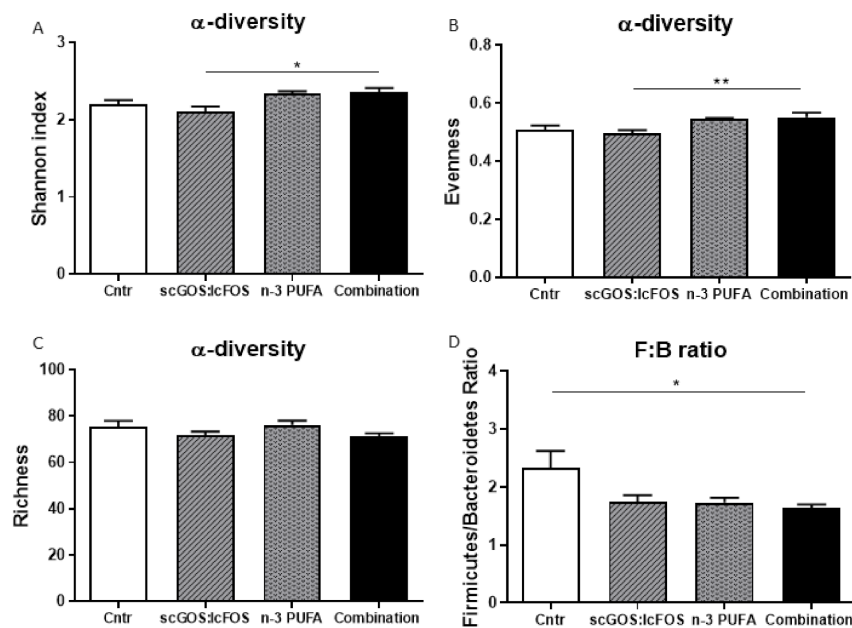 A
α-diversity
*
Shannon index
3
2
1
0
Cntr scGOS:lcFOS n-3 PUFA Combination
B
α-diversity
**
Evenness
0.8
0.6
0.4
0.2
0.0
Cntr scGOS:lcFOS n-3 PUFA Combination
C
α-diversity
Richness
100
80
60
40
20
0
Cntr scGOS:lcFOS n-3 PUFA Combination
D
F:B ratio
*
Firmicutes/Bacteroidetes Ratio
4
3
2
1
0
Cntr scGOS:lcFOS n-3 PUFA Combination